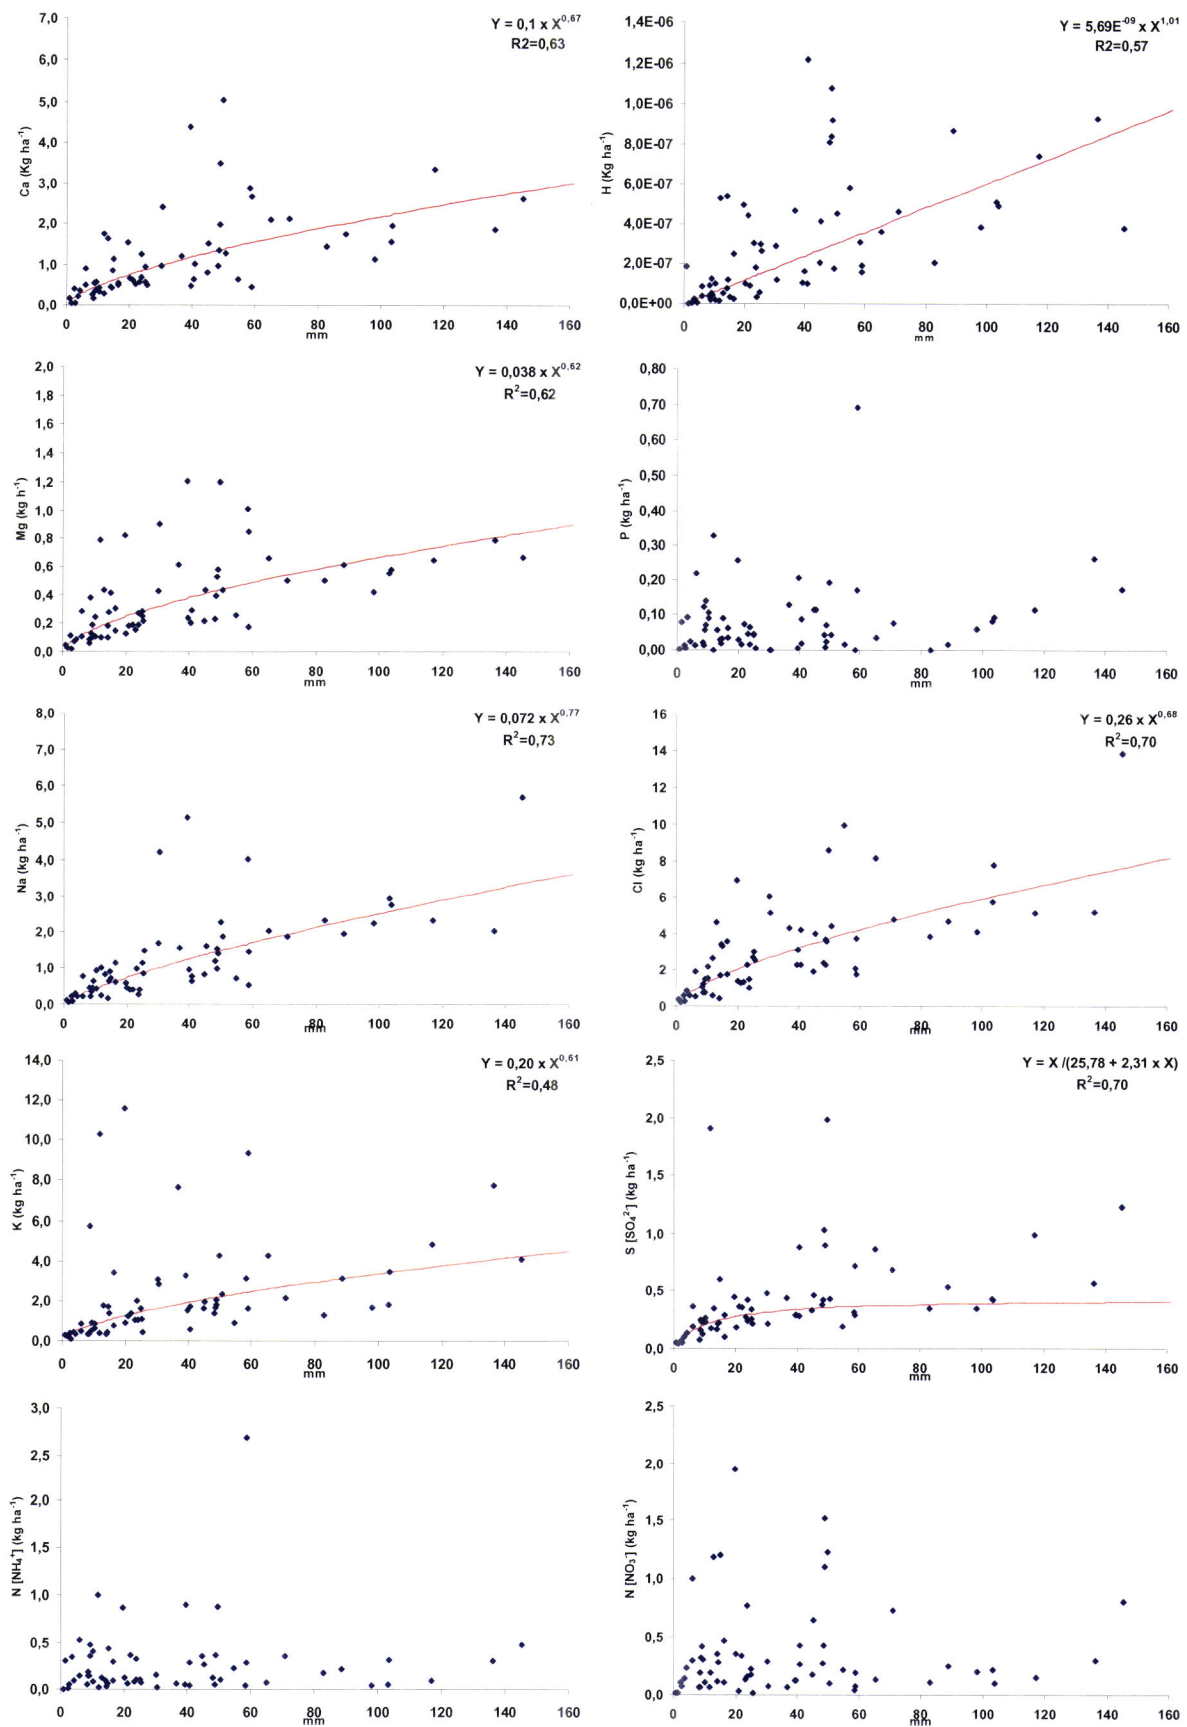 Y = 0,1 x X^0,67
R2=0,63
7,0
6,0
5,0
4,0
3,0
2,0
1,0
0,0
Ca (Kg ha⁻¹)
0 20 40 60 80 100 120 140 160
mm
Y = 5,69E^-09 x X^1,01
R2=0,57
1,4E-06
1,2E-06
1,0E-06
8,0E-07
6,0E-07
4,0E-07
2,0E-07
0,0E+00
H (Kg ha⁻¹)
0 20 40 60 80 100 120 140 160
mm
Y = 0,038 x X^0,62
R²=0,62
2,0
1,8
1,6
1,4
1,2
1,0
0,8
0,6
0,4
0,2
0,0
Mg (kg h⁻¹)
0 20 40 60 80 100 120 140 160
mm
0,80
0,70
0,60
0,50
0,40
0,30
0,20
0,10
0,00
P (kg ha⁻¹)
0 20 40 60 80 100 120 140 160
mm
Y = 0,072 x X^0,77
R²=0,73
8,0
7,0
6,0
5,0
4,0
3,0
2,0
1,0
0,0
Na (kg ha⁻¹)
0 20 40 60 80 100 120 140 160
mm
Y = 0,26 x X^0,68
R²=0,70
16
14
12
10
8
6
4
2
0
Cl (kg ha⁻¹)
0 20 40 60 80 100 120 140 160
mm
Y = 0,20 x X^0,61
R²=0,48
14,0
12,0
10,0
8,0
6,0
4,0
2,0
0,0
K (kg ha⁻¹)
0 20 40 60 80 100 120 140 160
mm
Y = X /(25,78 + 2,31 x X)
R²=0,70
2,5
2,0
1,5
1,0
0,5
0,0
S [SO₄²⁻] (kg ha⁻¹)
0 20 40 60 80 100 120 140 160
mm
3,0
2,5
2,0
1,5
1,0
0,5
0,0
N [NH₄⁺] (kg ha⁻¹)
0 20 40 60 80 100 120 140 160
mm
2,5
2,0
1,5
1,0
0,5
0,0
N [NO₃⁻] (kg ha⁻¹)
0 20 40 60 80 100 120 140 160
mm